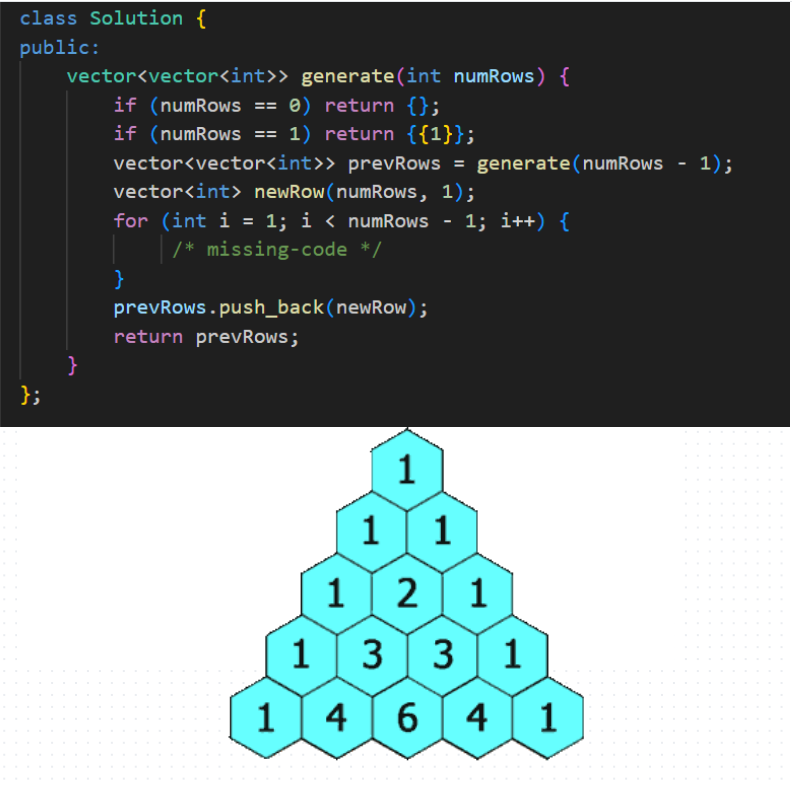 class Solution {
public:
    vector<vector<int>> generate(int numRows) {
        if (numRows == 0) return {};
        if (numRows == 1) return {{1}};
        vector<vector<int>> prevRows = generate(numRows - 1);
        vector<int> newRow(numRows, 1);
        for (int i = 1; i < numRows - 1; i++) {
            /* missing-code */
        }
        prevRows.push_back(newRow);
        return prevRows;
    }
};
1
1 1
1 2 1
1 3 3 1
1 4 6 4 1